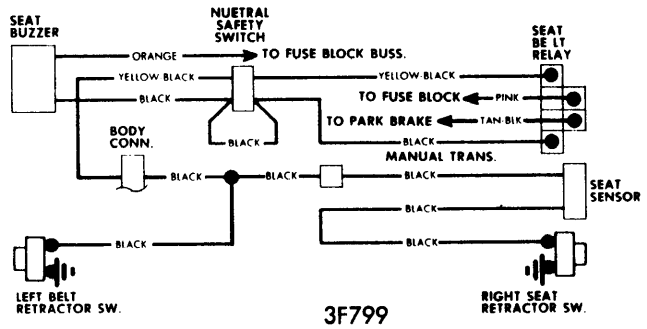 SEAT
BUZZER
NUETRAL
SAFETY
SWITCH
SEAT
BE LT
RELAY
ORANGE
TO FUSE BLOCK BUSS.
YELLOW-BLACK
YELLOW-BLACK
BLACK
TO FUSE BLOCK
PINK
TO PARK BRAKE
TAN-BLK
BODY
CONN.
BLACK
BLACK
MANUAL TRANS.
BLACK
BLACK
BLACK
SEAT
SENSOR
BLACK
BLACK
BLACK
LEFT BELT
RETRACTOR SW.
RIGHT SEAT
RETRACTOR SW.
3F799